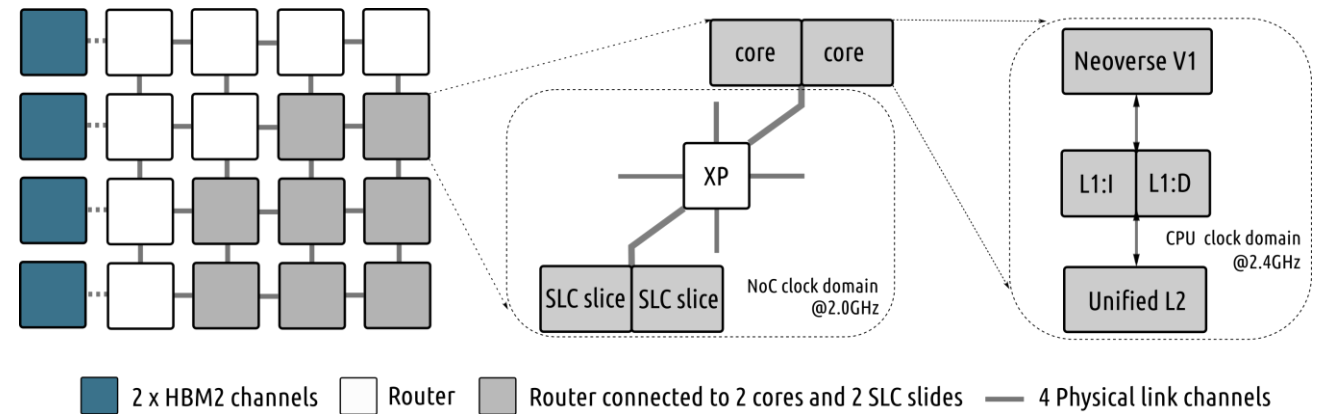 core
core
Neoverse V1
XP
L1:I
L1:D
CPU clock domain
@2.4GHz
SLC slice
SLC slice
NoC clock domain
@2.0GHz
Unified L2
2 x HBM2 channels
Router
Router connected to 2 cores and 2 SLC slides
4 Physical link channels